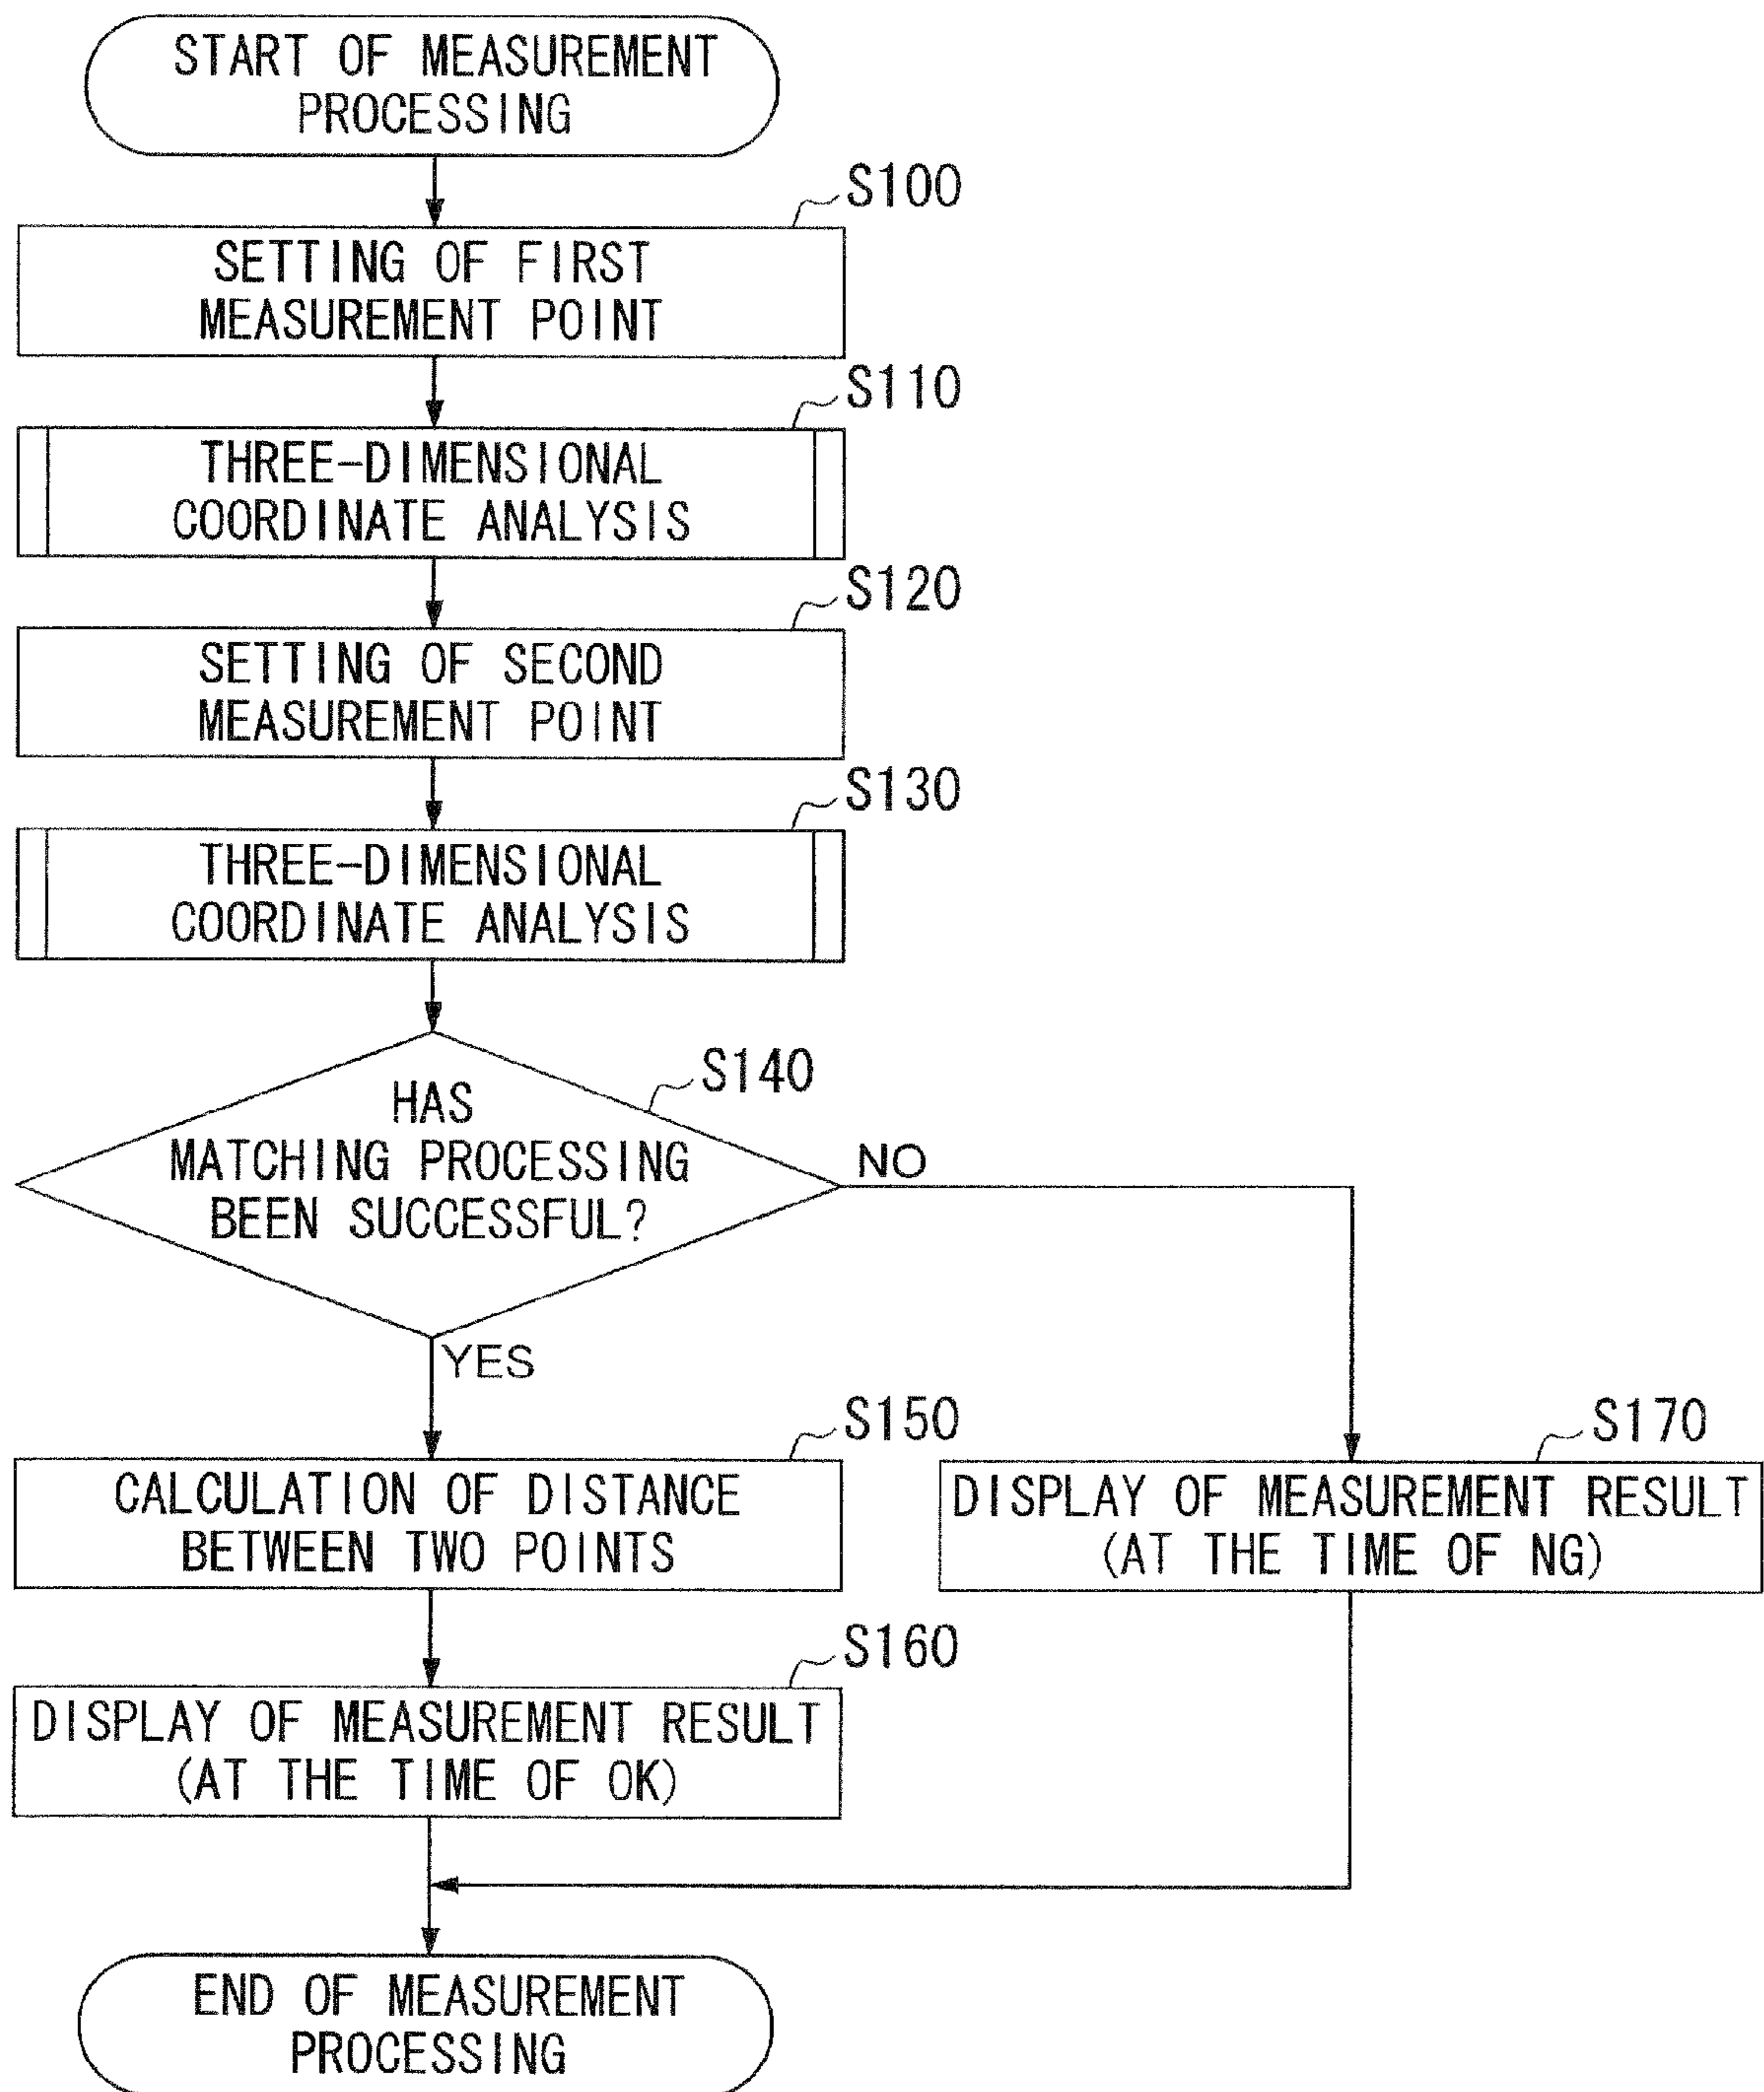 START OF MEASUREMENT
PROCESSING
S100
SETTING OF FIRST
MEASUREMENT POINT
S110
THREE-DIMENSIONAL
COORDINATE ANALYSIS
S120
SETTING OF SECOND
MEASUREMENT POINT
S130
THREE-DIMENSIONAL
COORDINATE ANALYSIS
S140
HAS
MATCHING PROCESSING
BEEN SUCCESSFUL?
NO
YES
S150
CALCULATION OF DISTANCE
BETWEEN TWO POINTS
S170
DISPLAY OF MEASUREMENT RESULT
(AT THE TIME OF NG)
S160
DISPLAY OF MEASUREMENT RESULT
(AT THE TIME OF OK)
END OF MEASUREMENT
PROCESSING